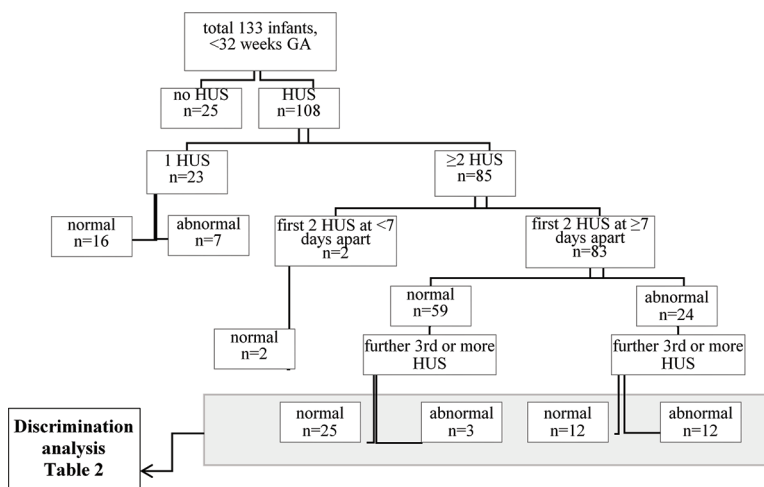 total 133 infants,
<32 weeks GA
no HUS
n=25
HUS
n=108
1 HUS
n=23
≥2 HUS
n=85
normal
n=16
abnormal
n=7
first 2 HUS at <7
days apart
n=2
first 2 HUS at ≥7
days apart
n=83
normal
n=59
abnormal
n=24
normal
n=2
further 3rd or more
HUS
further 3rd or more
HUS
normal
n=25
abnormal
n=3
normal
n=12
abnormal
n=12
Discrimination
analysis
Table 2